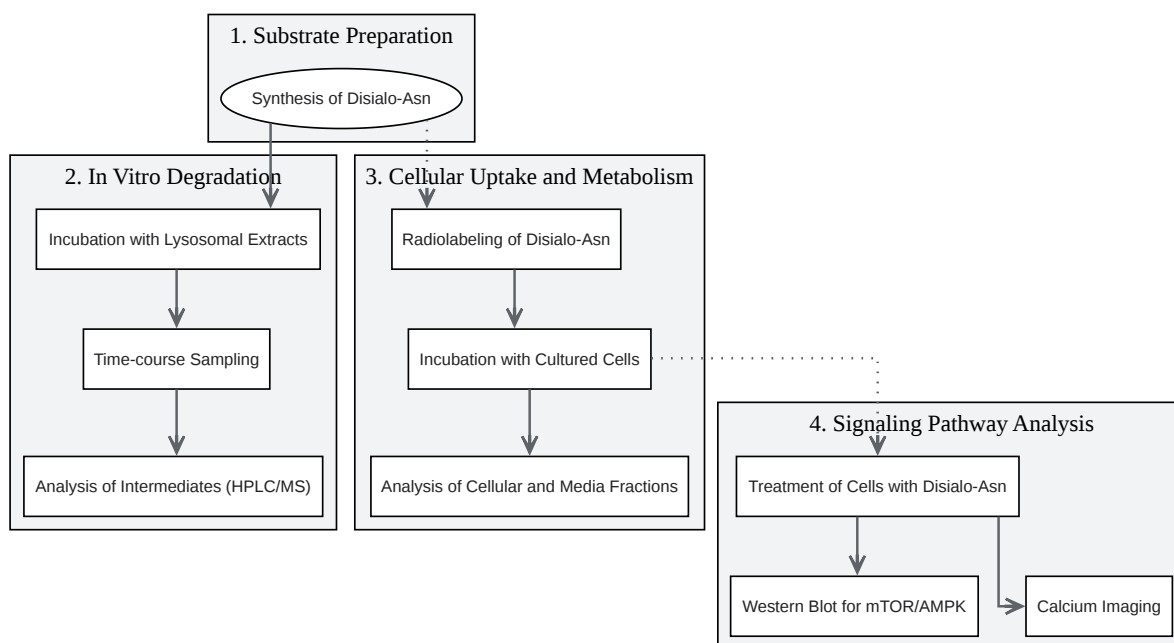 1. Substrate Preparation
Synthesis of Disialo-Asn
2. In Vitro Degradation
Incubation with Lysosomal Extracts
Time-course Sampling
Analysis of Intermediates (HPLC/MS)
3. Cellular Uptake and Metabolism
Radiolabeling of Disialo-Asn
Incubation with Cultured Cells
Analysis of Cellular and Media Fractions
4. Signaling Pathway Analysis
Treatment of Cells with Disialo-Asn
Western Blot for mTOR/AMPK
Calcium Imaging